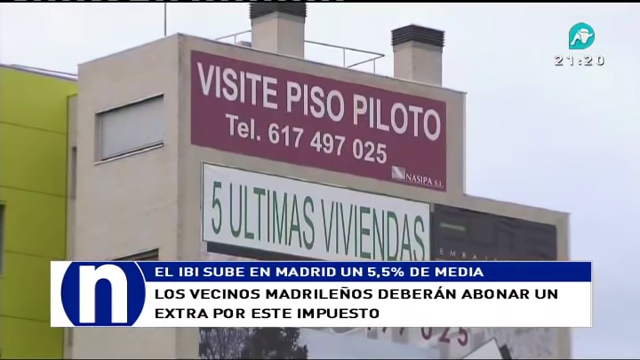 21:20
VISITE PISO PILOTO
Tel. 617 497 025
NASIPA S.L.
5 ULTIMAS VIVIENDAS
n
EL IBI SUBE EN MADRID UN 5,5% DE MEDIA
LOS VECINOS MADRILEÑOS DEBERÁN ABONAR UN
EXTRA POR ESTE IMPUESTO
025